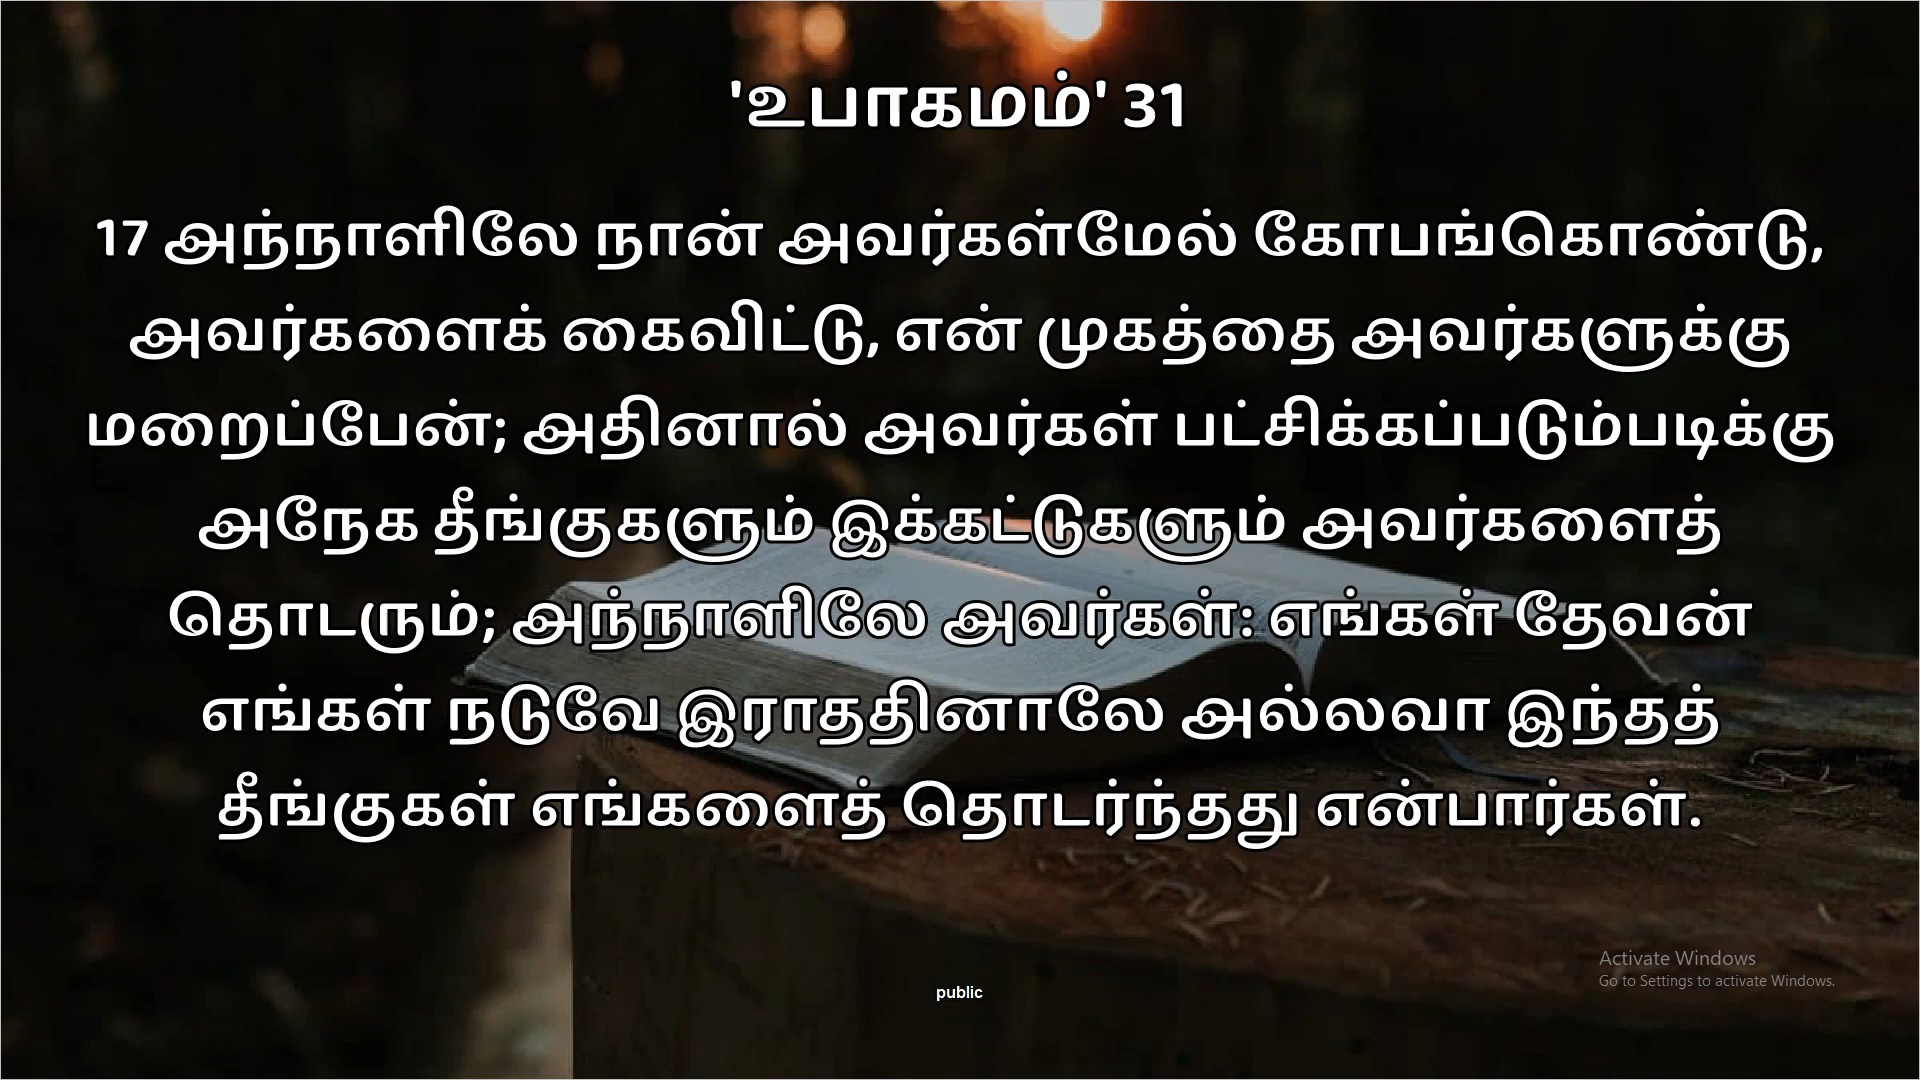 'உபாகமம்' 31
17 அந்நாளிலே நான் அவர்கள்மேல் கோபங்கொண்டு,
அவர்களைக் கைவிட்டு, என் முகத்தை அவர்களுக்கு
மறைப்பேன்; அதினால் அவர்கள் பட்சிக்கப்படும்படிக்கு
அநேக தீங்குகளும் இக்கட்டுகளும் அவர்களைத்
தொடரும்; அந்நாளிலே அவர்கள்: எங்கள் தேவன்
எங்கள் நடுவே இராததினாலே அல்லவா இந்தத்
தீங்குகள் எங்களைத் தொடர்ந்தது என்பார்கள்.
Activate Windows
Go to Settings to activate Windows.
public